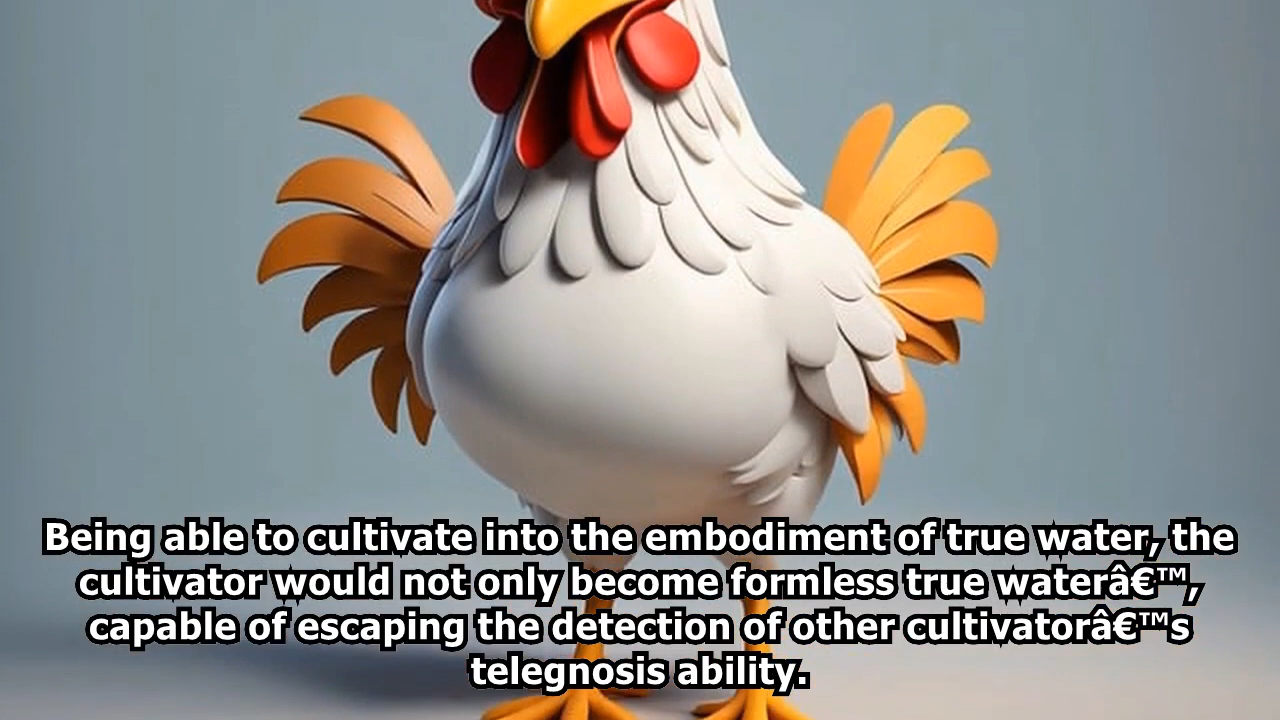 Being able to cultivate into the embodiment of true water, the
cultivator would not only become formless true waterâ€™,
capable of escaping the detection of other cultivatorâ€™s
telegnosis ability.